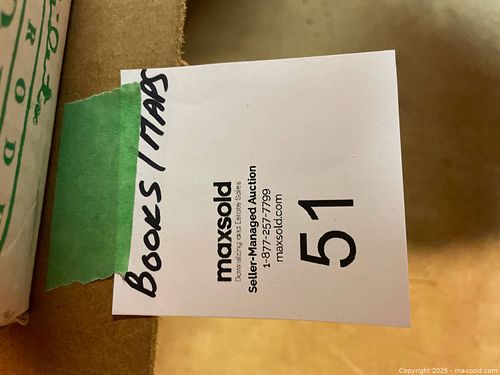 BOOKS / MAPS
maxsold
Downsizing and Estate Sales
Seller-Managed Auction
1-877-257-7799
maxsold.com
51
Copyright 2025 - maxsold.com